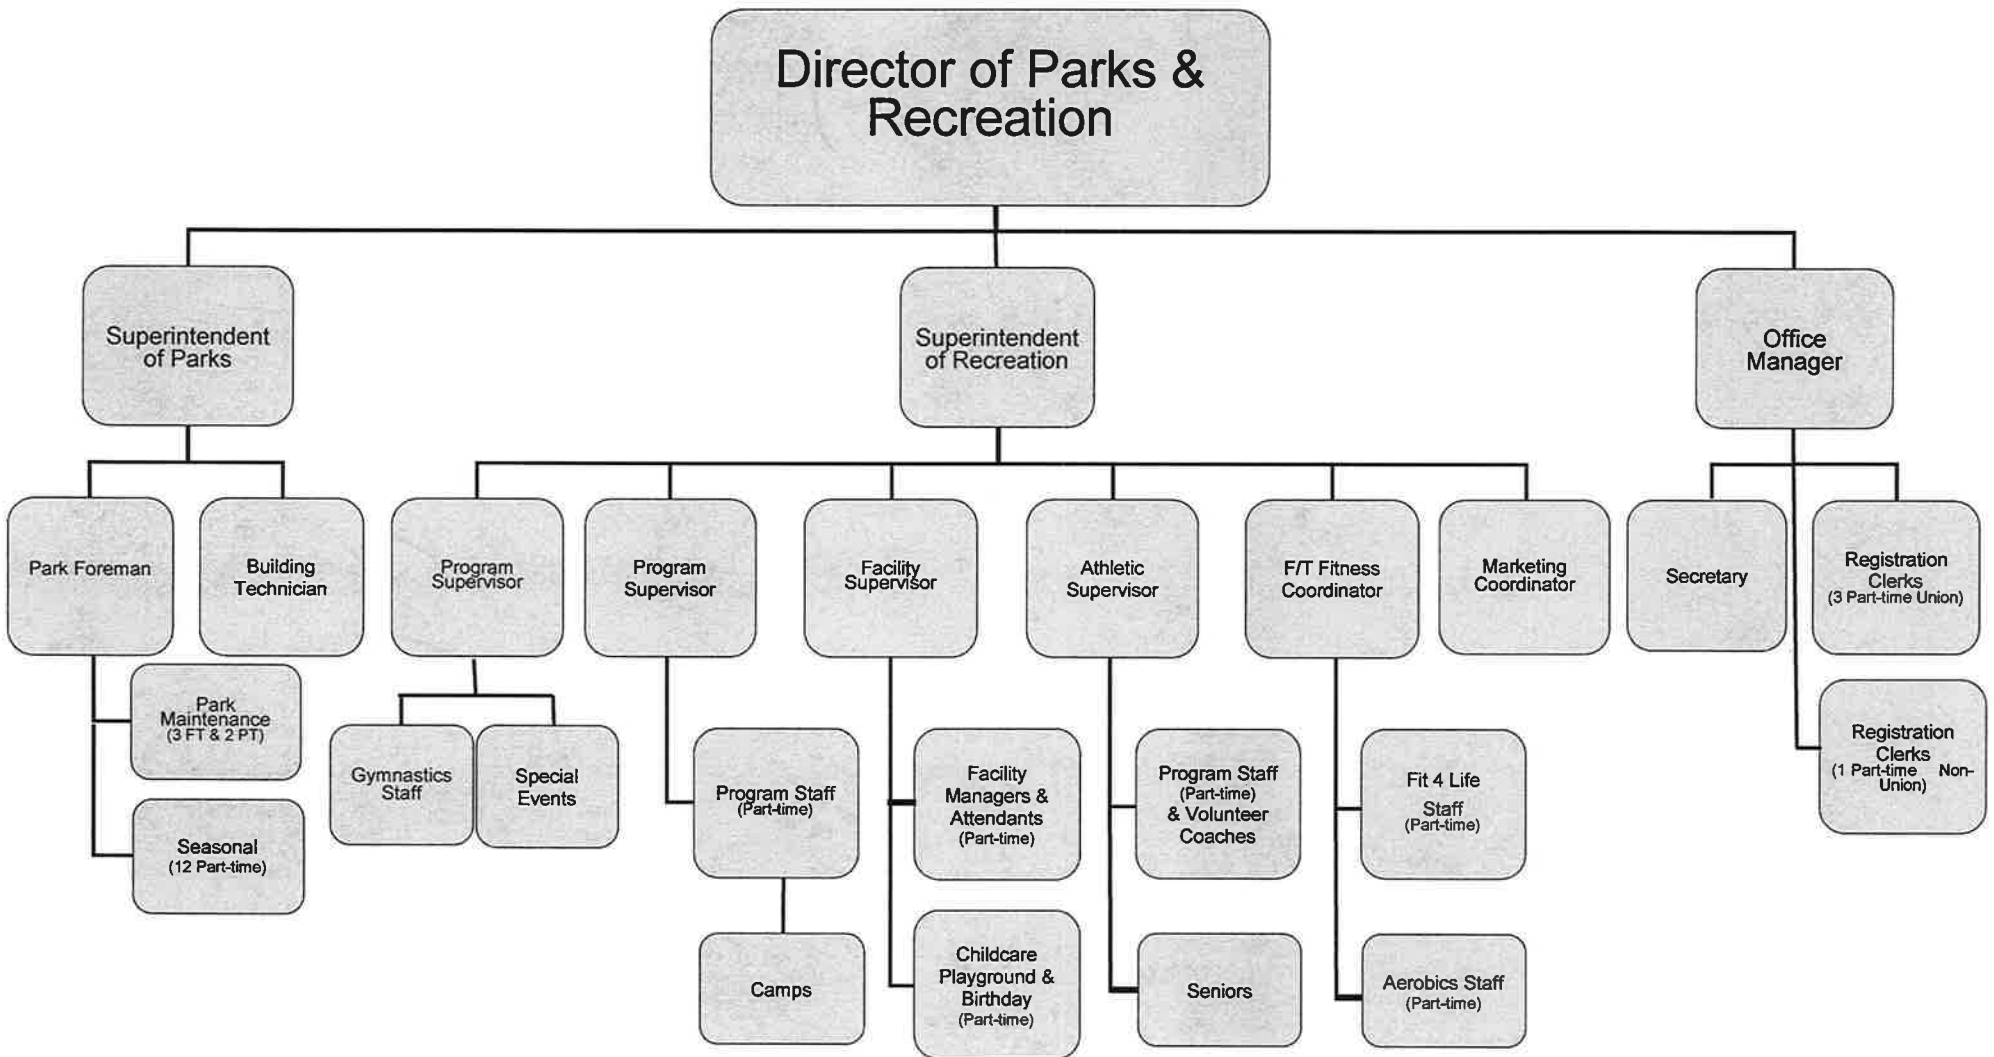 Director of Parks &
Recreation
Superintendent
of Parks
Superintendent
of Recreation
Office
Manager
Park Foreman
Building
Technician
Program
Supervisor
Program
Supervisor
Facility
Supervisor
Athletic
Supervisor
F/T Fitness
Coordinator
Marketing
Coordinator
Secretary
Registration
Clerks
(3 Part-time Union)
Park
Maintenance
(3 FT & 2 PT)
Seasonal
(12 Part-time)
Gymnastics
Staff
Special
Events
Program Staff
(Part-time)
Camps
Facility
Managers &
Attendants
(Part-time)
Childcare
Playground &
Birthday
(Part-time)
Program Staff
(Part-time)
& Volunteer
Coaches
Seniors
Fit 4 Life
Staff
(Part-time)
Aerobics Staff
(Part-time)
Registration
Clerks
(1 Part-time Non-
Union)